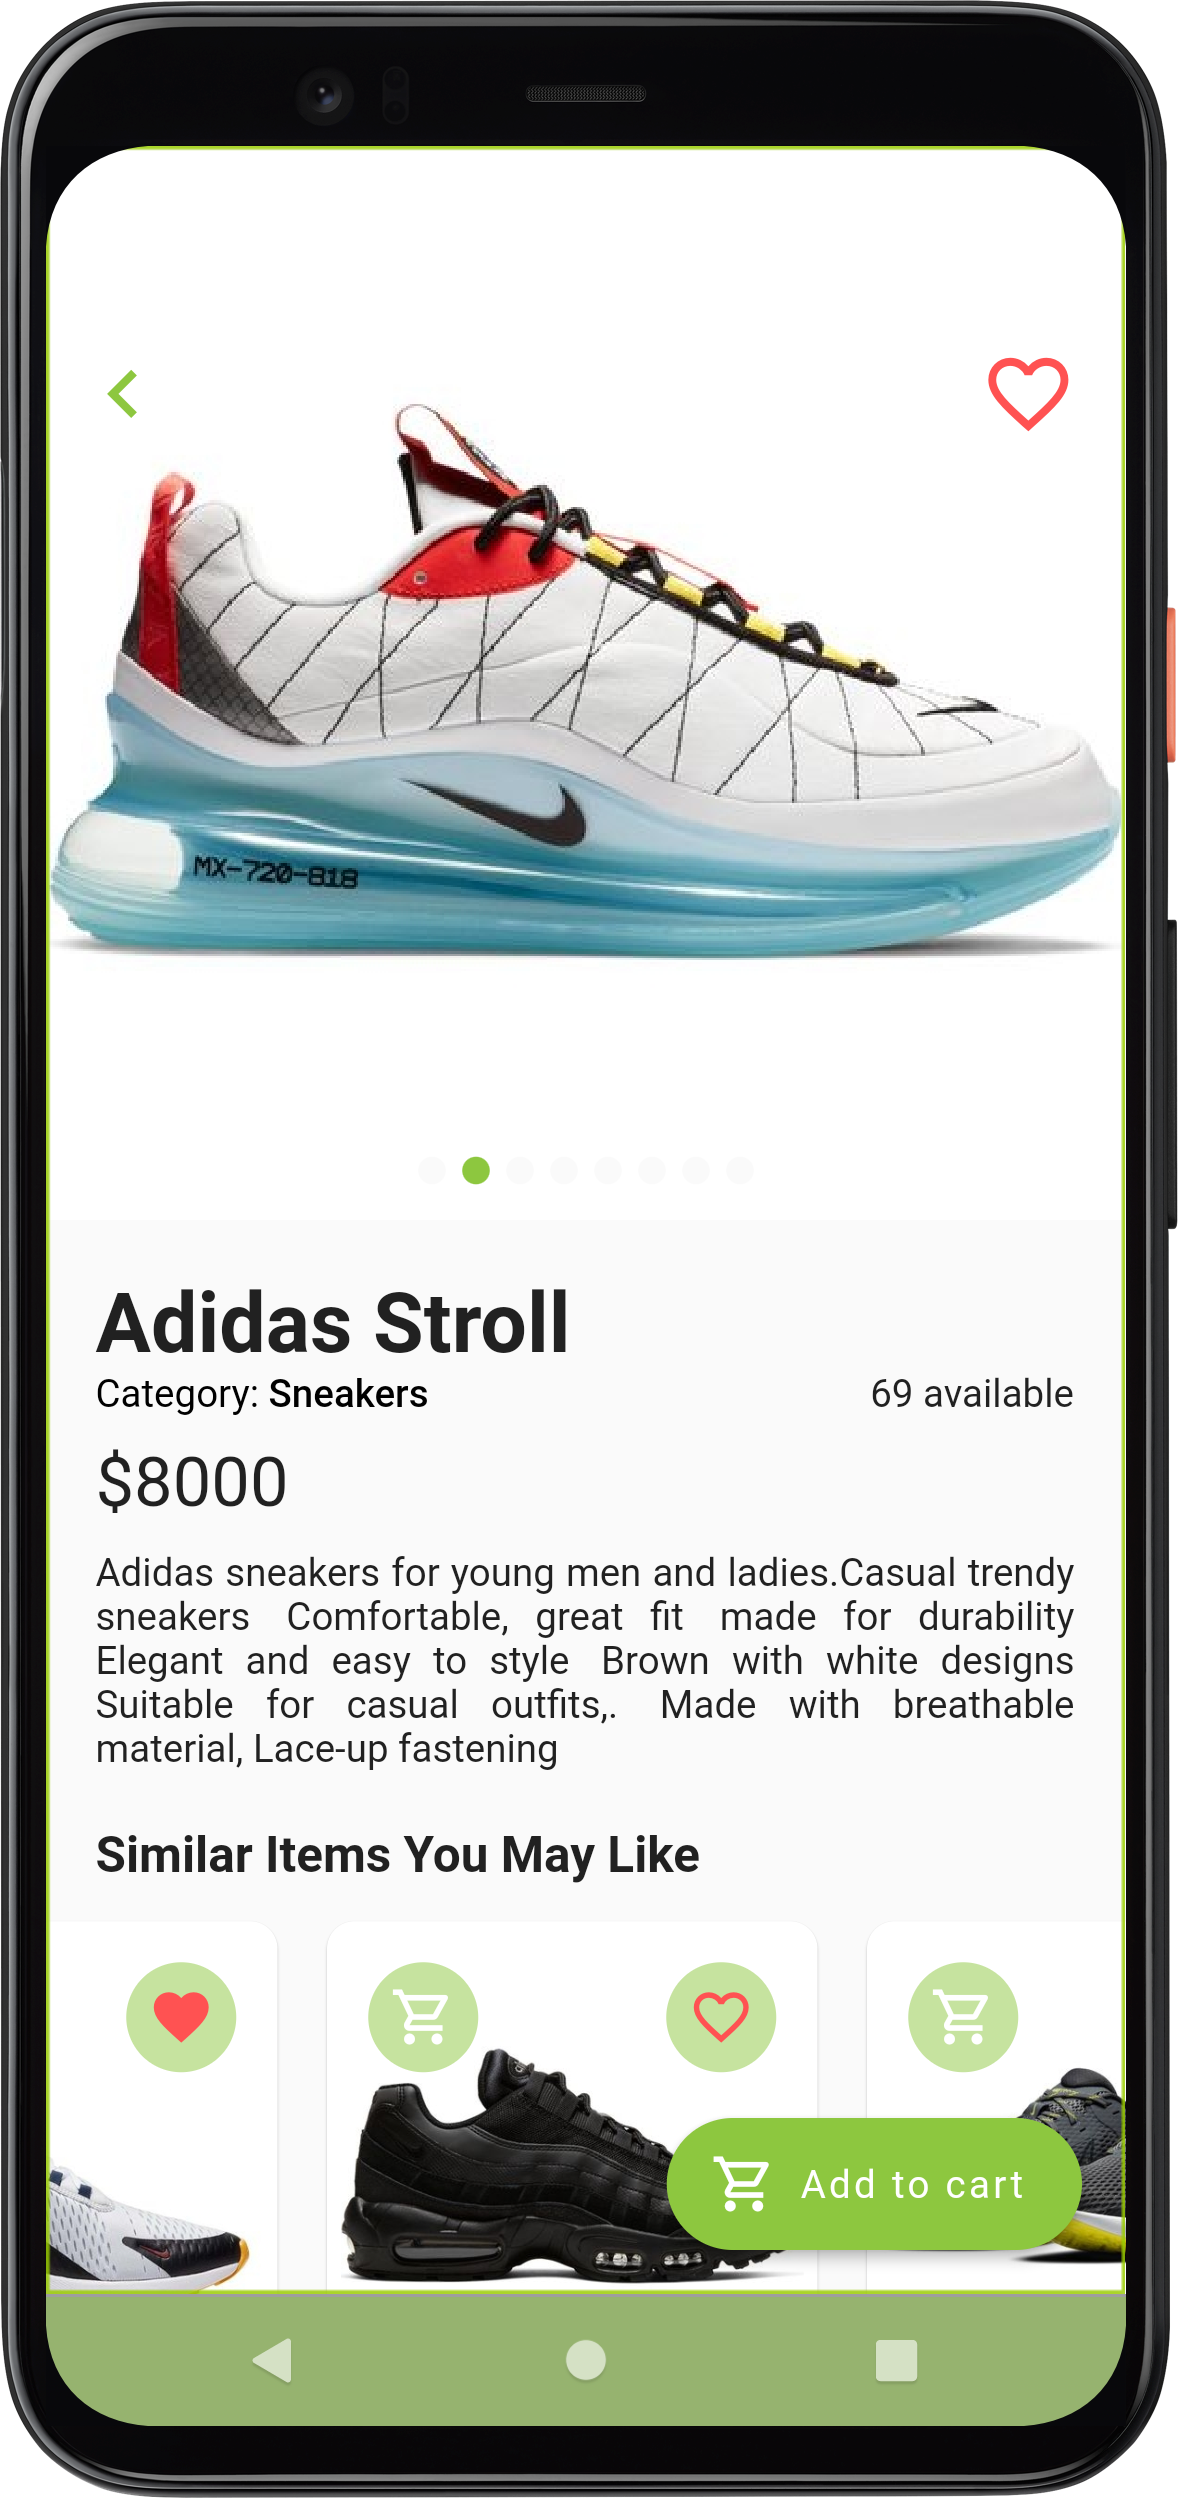 MX-720-818
Adidas Stroll
Category: Sneakers
69 available
$8000
Adidas sneakers for young men and ladies.Casual trendy
sneakers Comfortable, great fit made for durability
Elegant and easy to style Brown with white designs
Suitable for casual outfits,. Made with breathable
material, Lace-up fastening
Similar Items You May Like
Add to cart